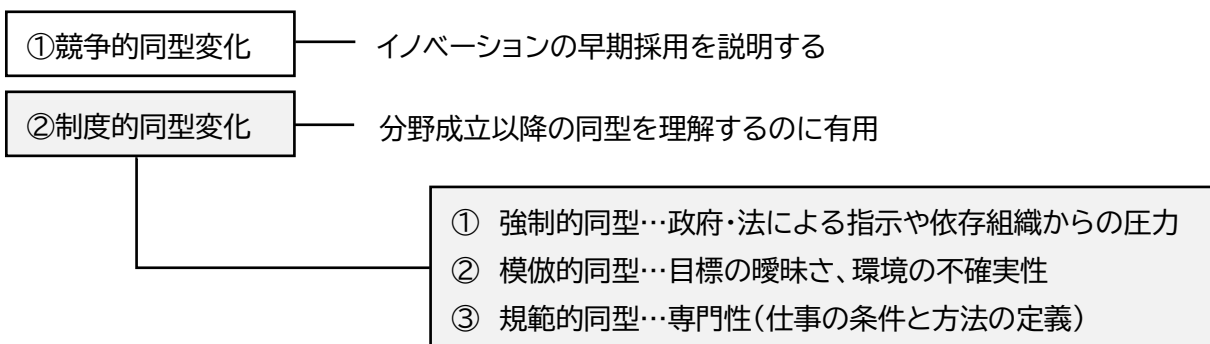 ①競争的同型変化 イノベーションの早期採用を説明する
②制度的同型変化 分野成立以降の同型を理解するのに有用
① 強制的同型…政府・法による指示や依存組織からの圧力
② 模倣的同型…目標の曖昧さ、環境の不確実性
③ 規範的同型…専門性(仕事の条件と方法の定義)